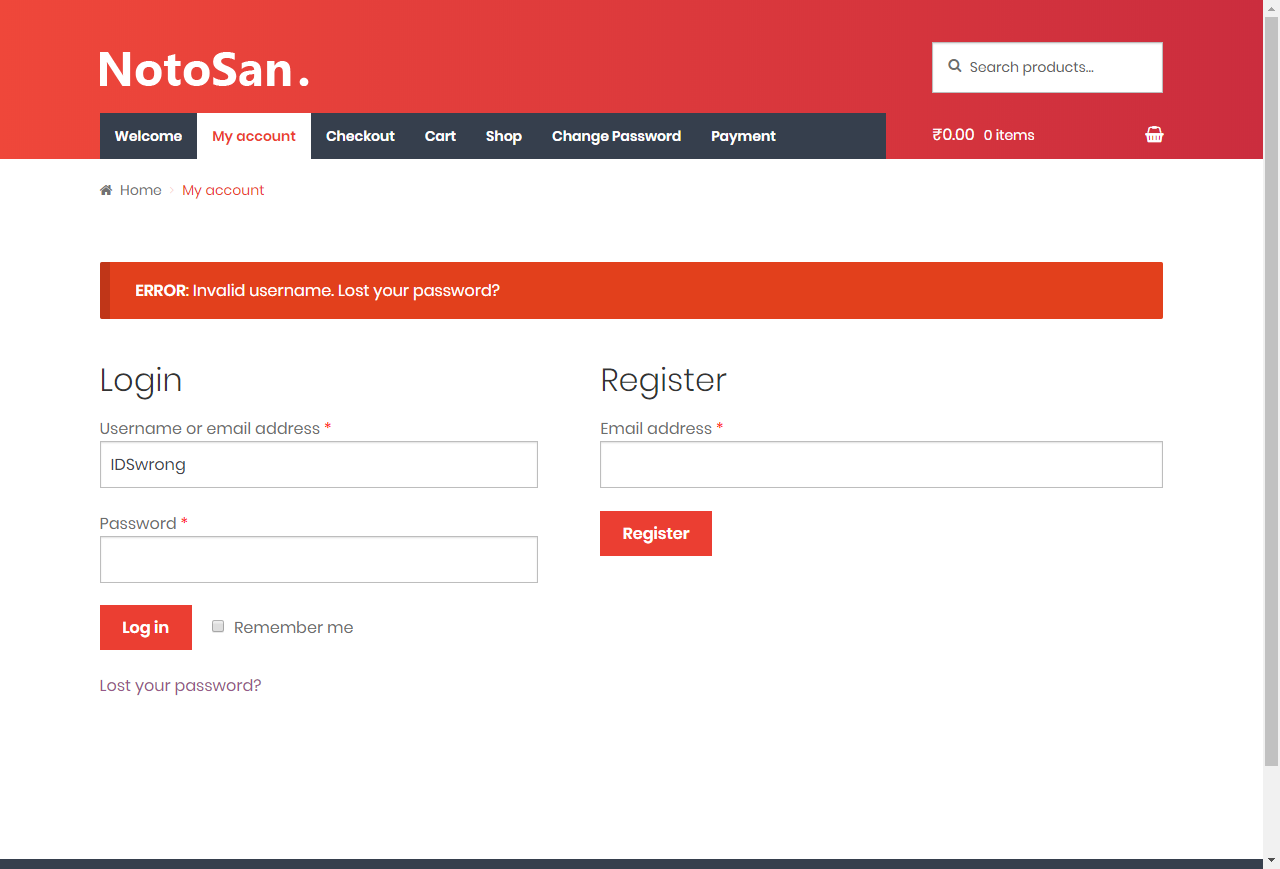 NotoSan.
Search products...
Welcome My account Checkout Cart Shop Change Password Payment
₹0.00 0 items
Home My account
ERROR: Invalid username. Lost your password?
Login
Register
Username or email address *
Email address *
IDSwrong
Password *
Register
Log in Remember me
Lost your password?